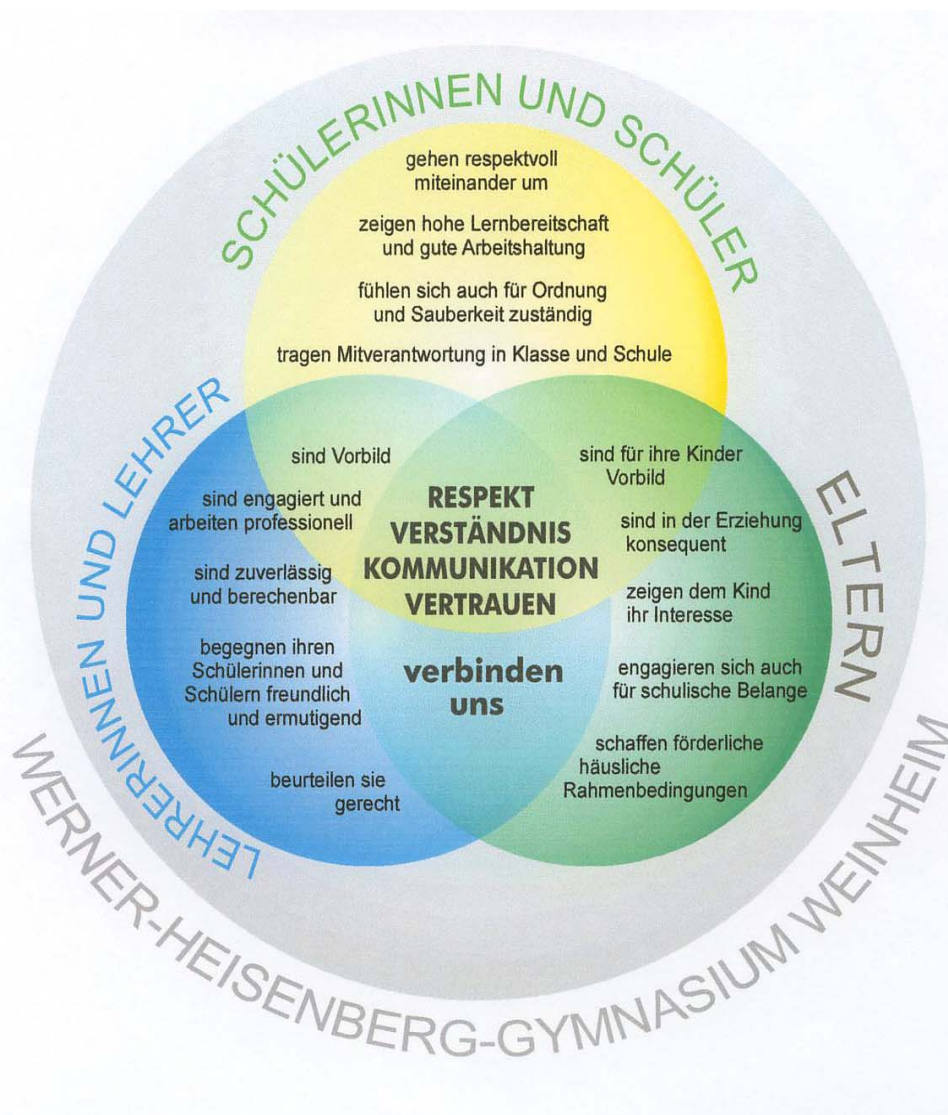 SCHÜLERINNEN UND SCHÜLER
gehen respektvoll
miteinander um
zeigen hohe Lernbereitschaft
und gute Arbeitshaltung
fühlen sich auch für Ordnung
und Sauberkeit zuständig
tragen Mitverantwortung in Klasse und Schule
LEHRERINNEN UND LEHRER
sind Vorbild
sind engagiert und
arbeiten professionell
sind zuverlässig
und berechenbar
begegnen ihren
Schülerinnen und
Schülern freundlich
und ermutigend
beurteilen sie
gerecht
RESPEKT
VERSTÄNDNIS
KOMMUNIKATION
VERTRAUEN
verbinden
uns
ELTERN
sind für ihre Kinder
Vorbild
sind in der Erziehung
konsequent
zeigen dem Kind
ihr Interesse
engagieren sich auch
für schulische Belange
schaffen förderliche
häusliche
Rahmenbedingungen
WERNER-HEISENBERG-GYMNASIUM WEINHEIM